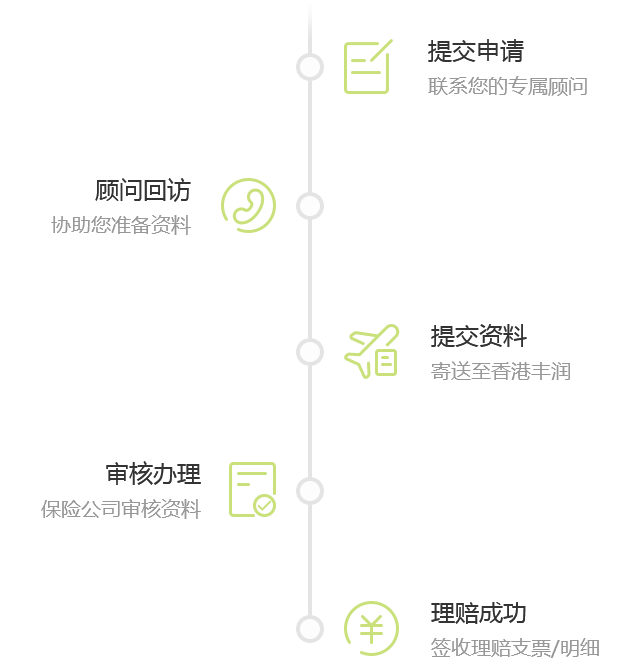 提交申请
联系您的专属顾问
顾问回访
协助您准备资料
提交资料
寄送至香港丰润
审核办理
保险公司审核资料
理赔成功
签收理赔支票/明细